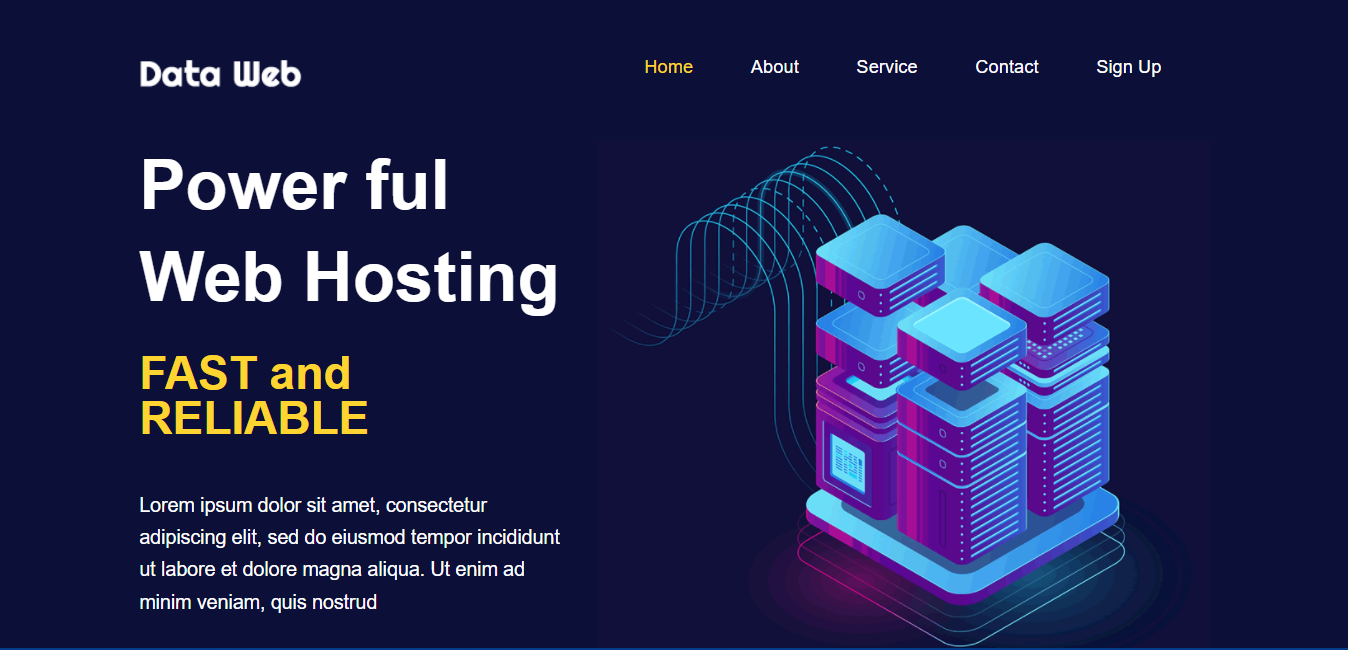 Data Web
Home About Service Contact Sign Up
Power ful
Web Hosting
FAST and
RELIABLE
Lorem ipsum dolor sit amet, consectetur
adipiscing elit, sed do eiusmod tempor incididunt
ut labore et dolore magna aliqua. Ut enim ad
minim veniam, quis nostrud